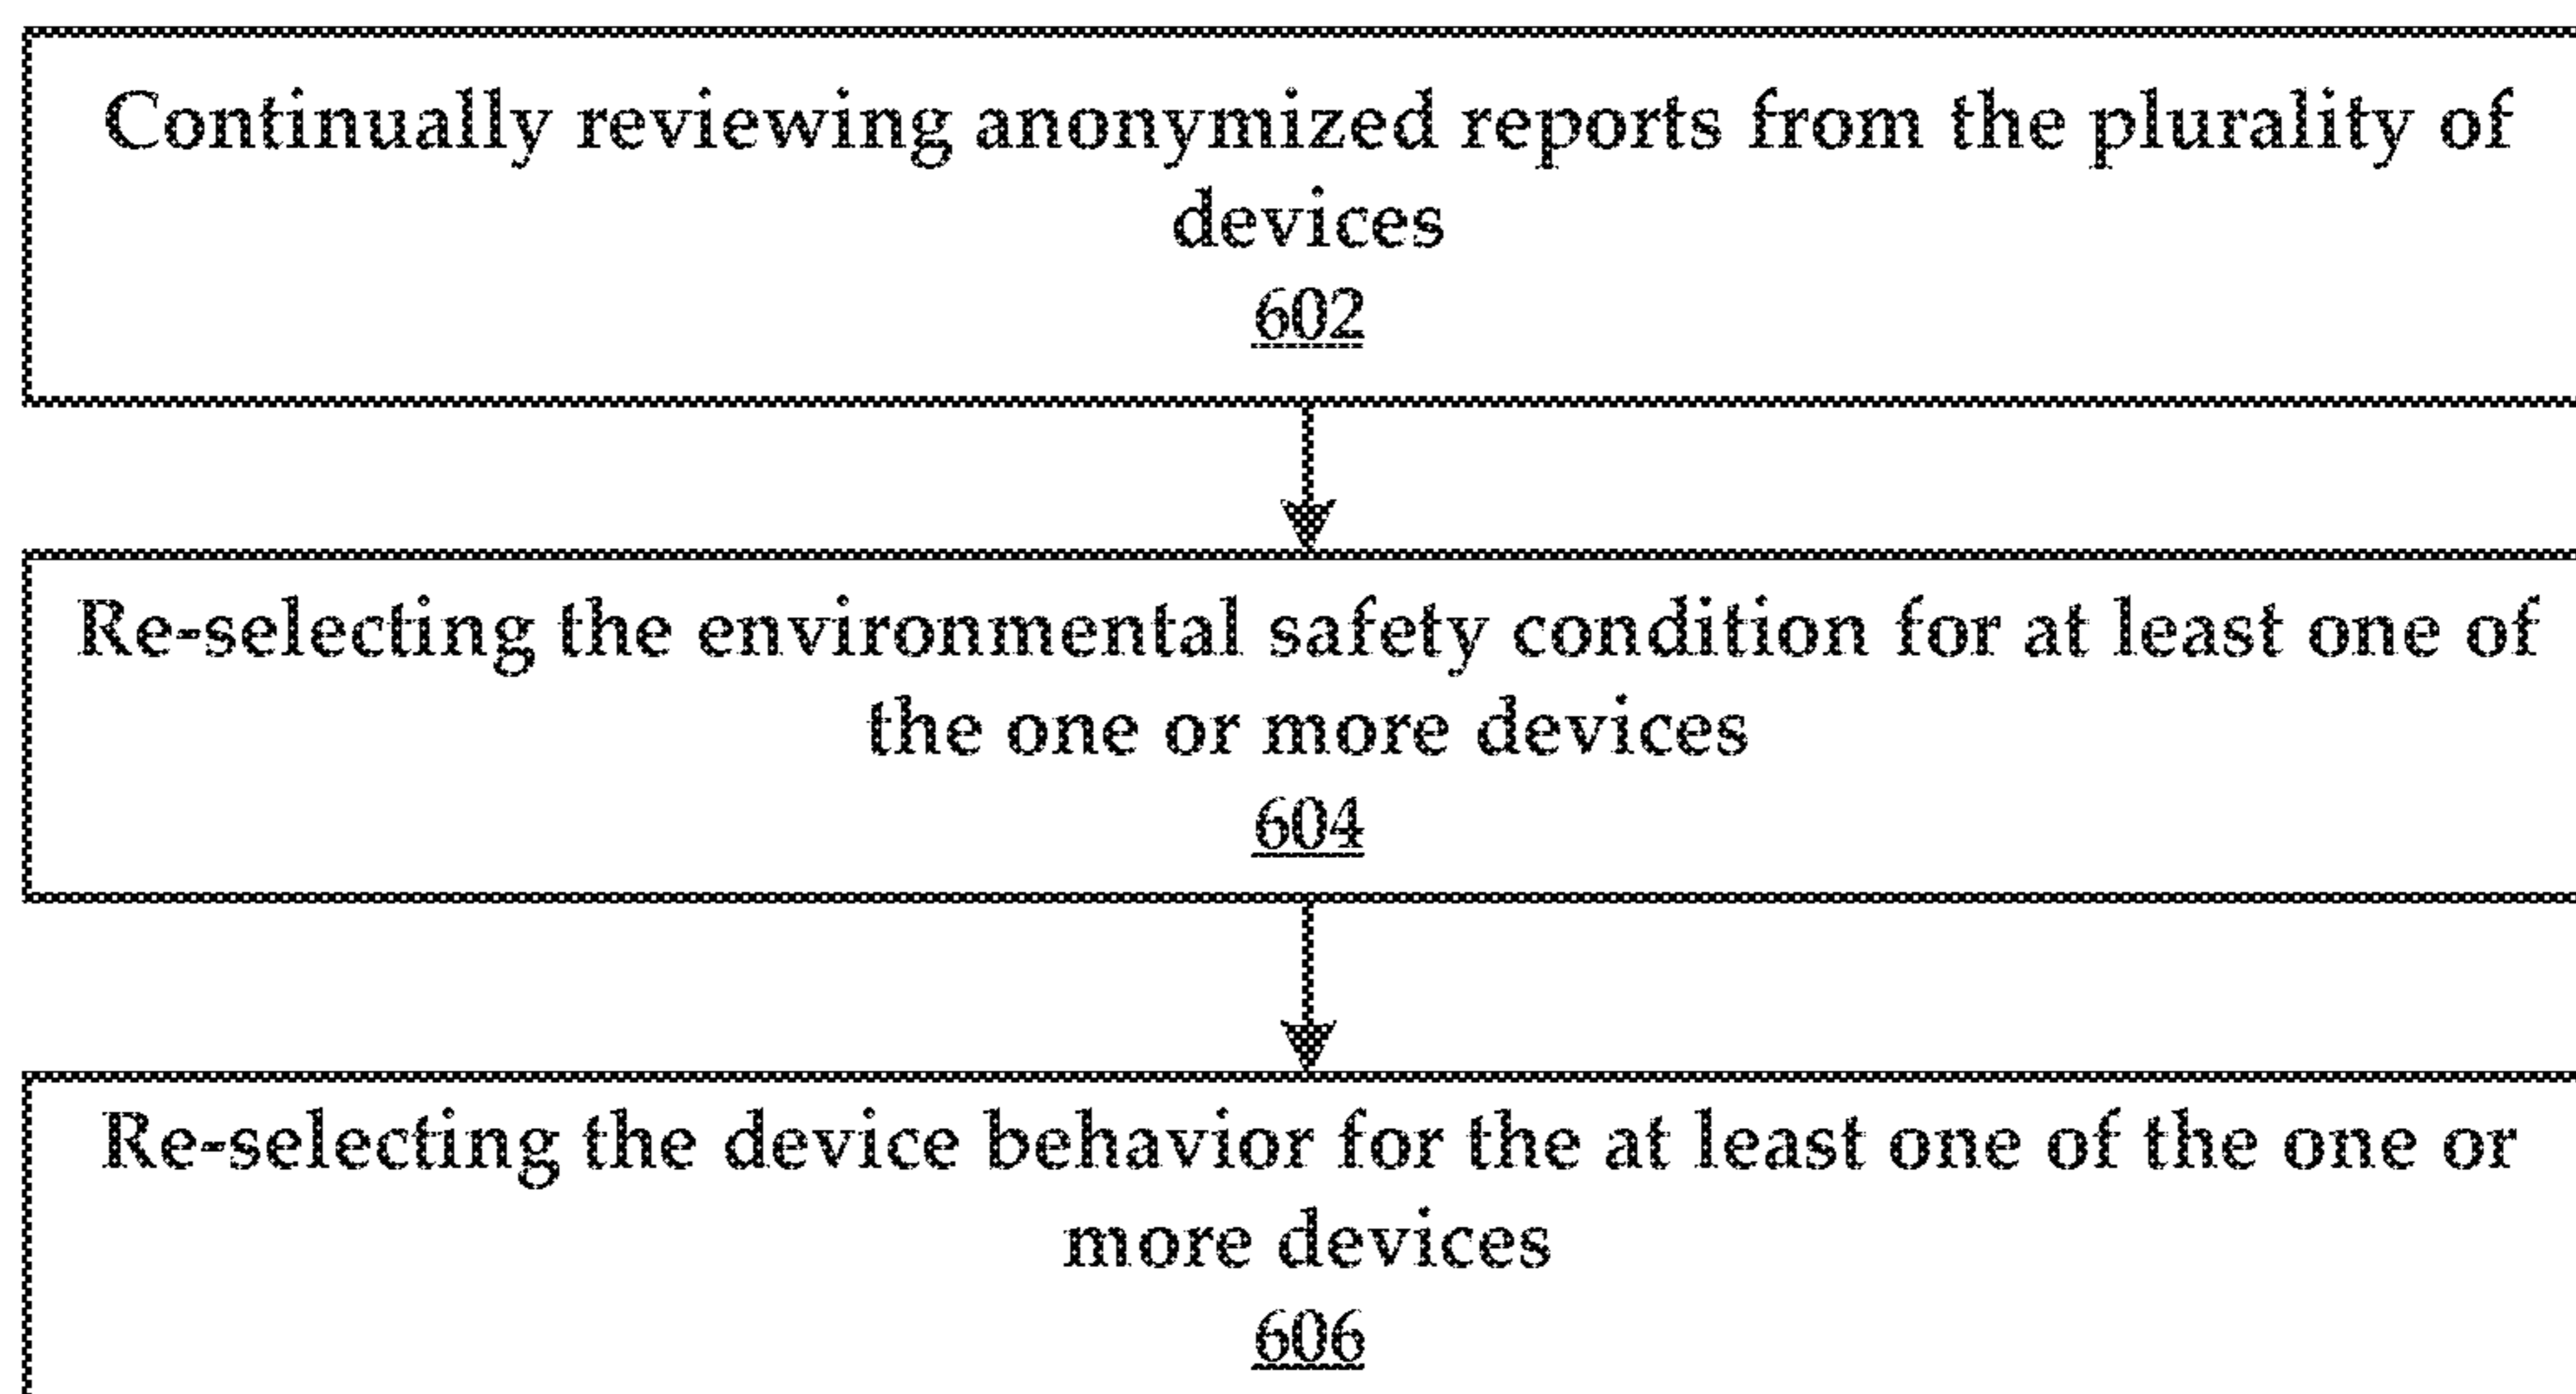 Continually reviewing anonymized reports from the plurality of
devices
602
Re-selecting the environmental safety condition for at least one of
the one or more devices
604
Re-selecting the device behavior for the at least one of the one or
more devices
606